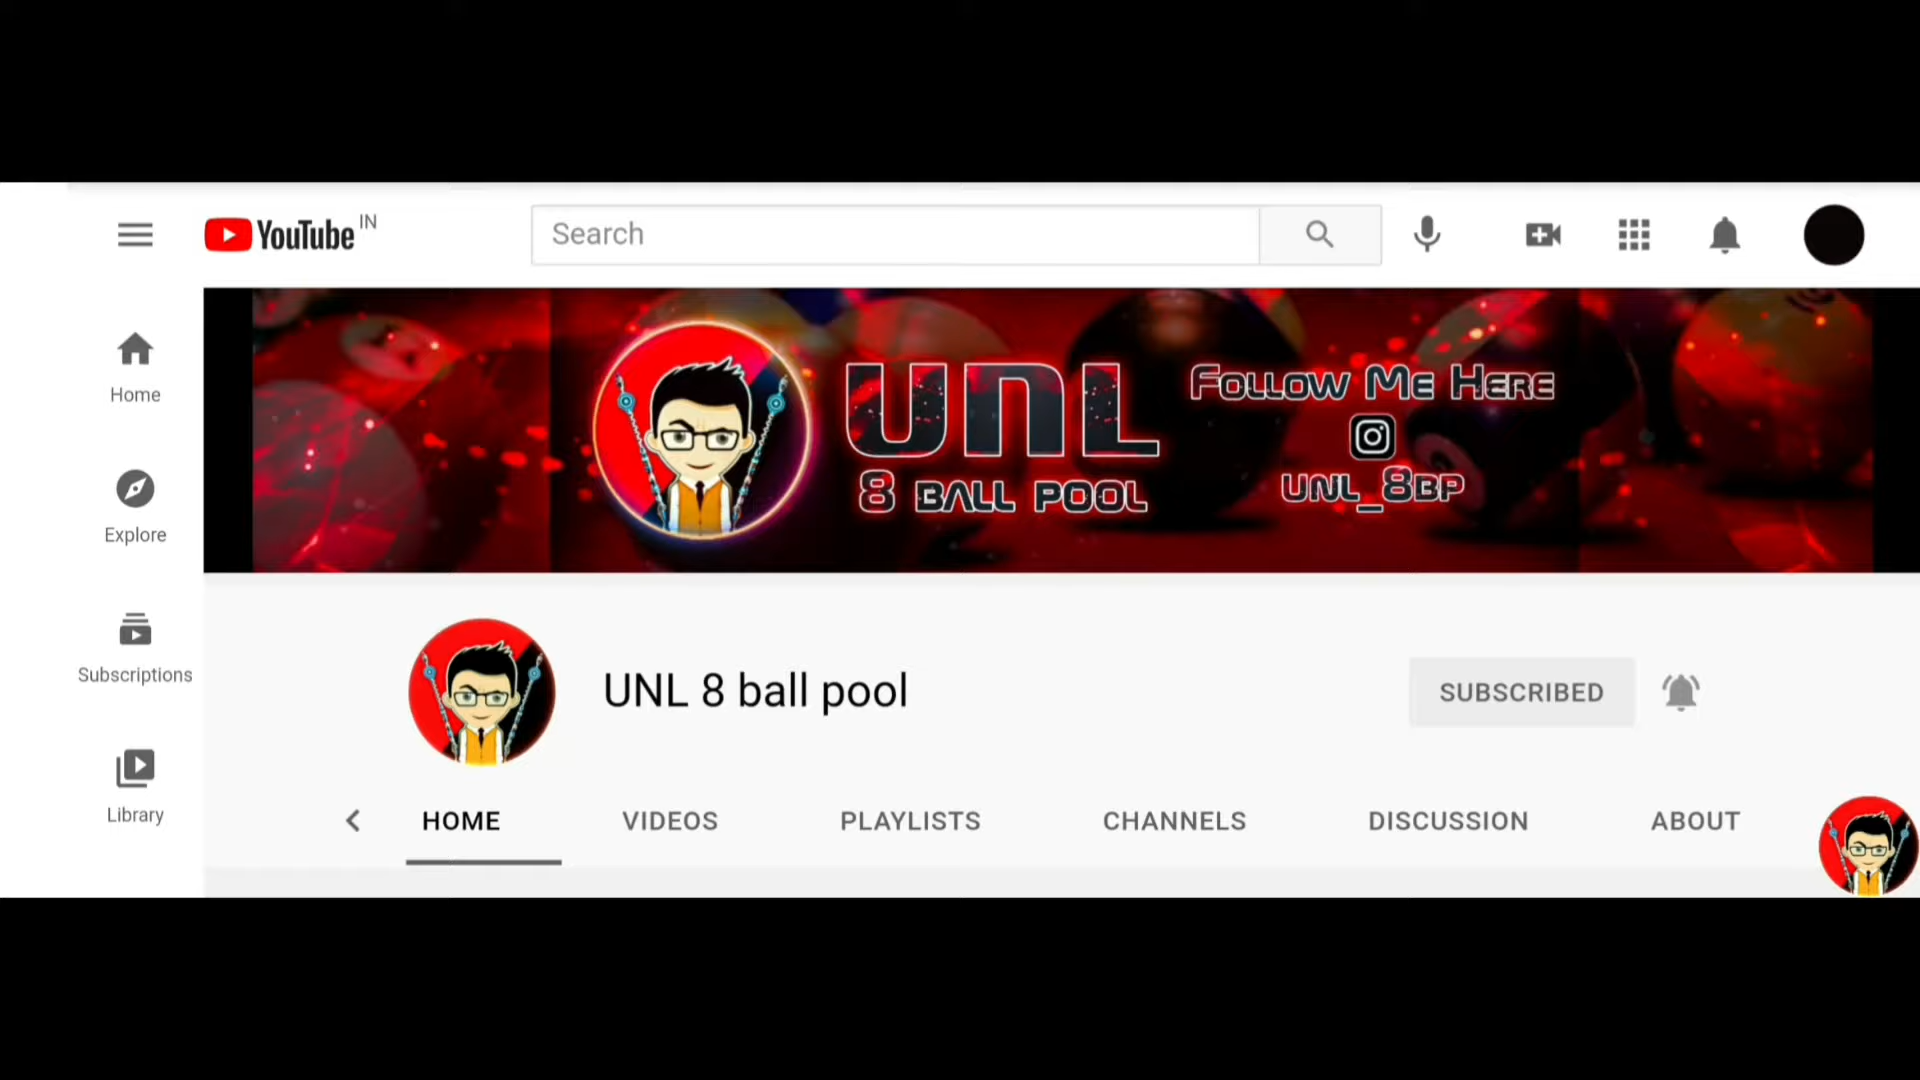 YouTube IN
Search
Home
Explore
Subscriptions
Library
UNL
8 BALL POOL
FOLLOW ME HERE
UNL_8BP
UNL 8 ball pool
SUBSCRIBED
HOME VIDEOS PLAYLISTS CHANNELS DISCUSSION ABOUT